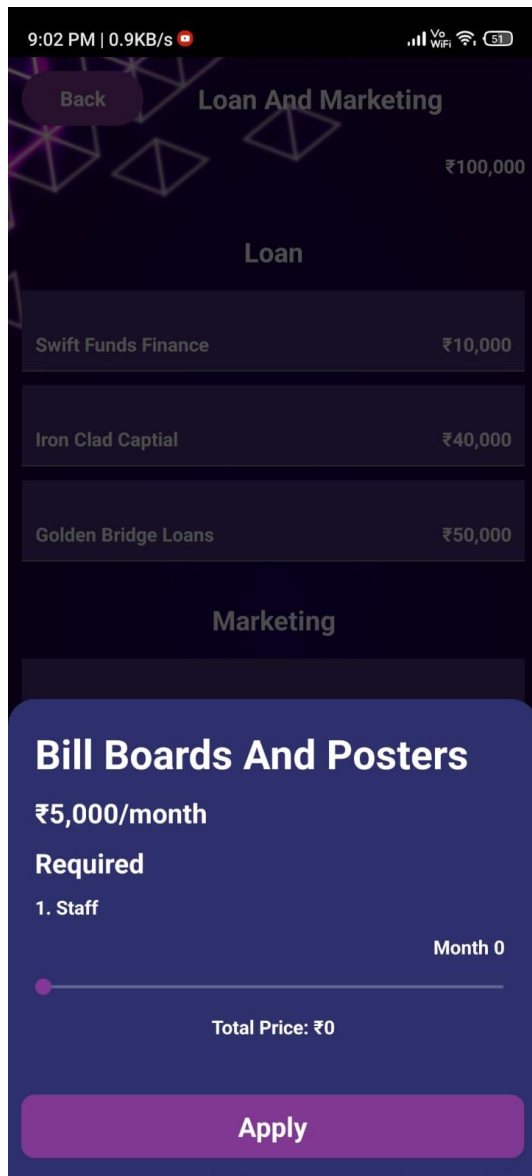 9:02 PM | 0.9KB/s
Vo WiFi 51
Back
Loan And Marketing
₹100,000
Loan
Swift Funds Finance ₹10,000
Iron Clad Captial ₹40,000
Golden Bridge Loans ₹50,000
Marketing
Bill Boards And Posters
₹5,000/month
Required
1. Staff
Month 0
Total Price: ₹0
Apply